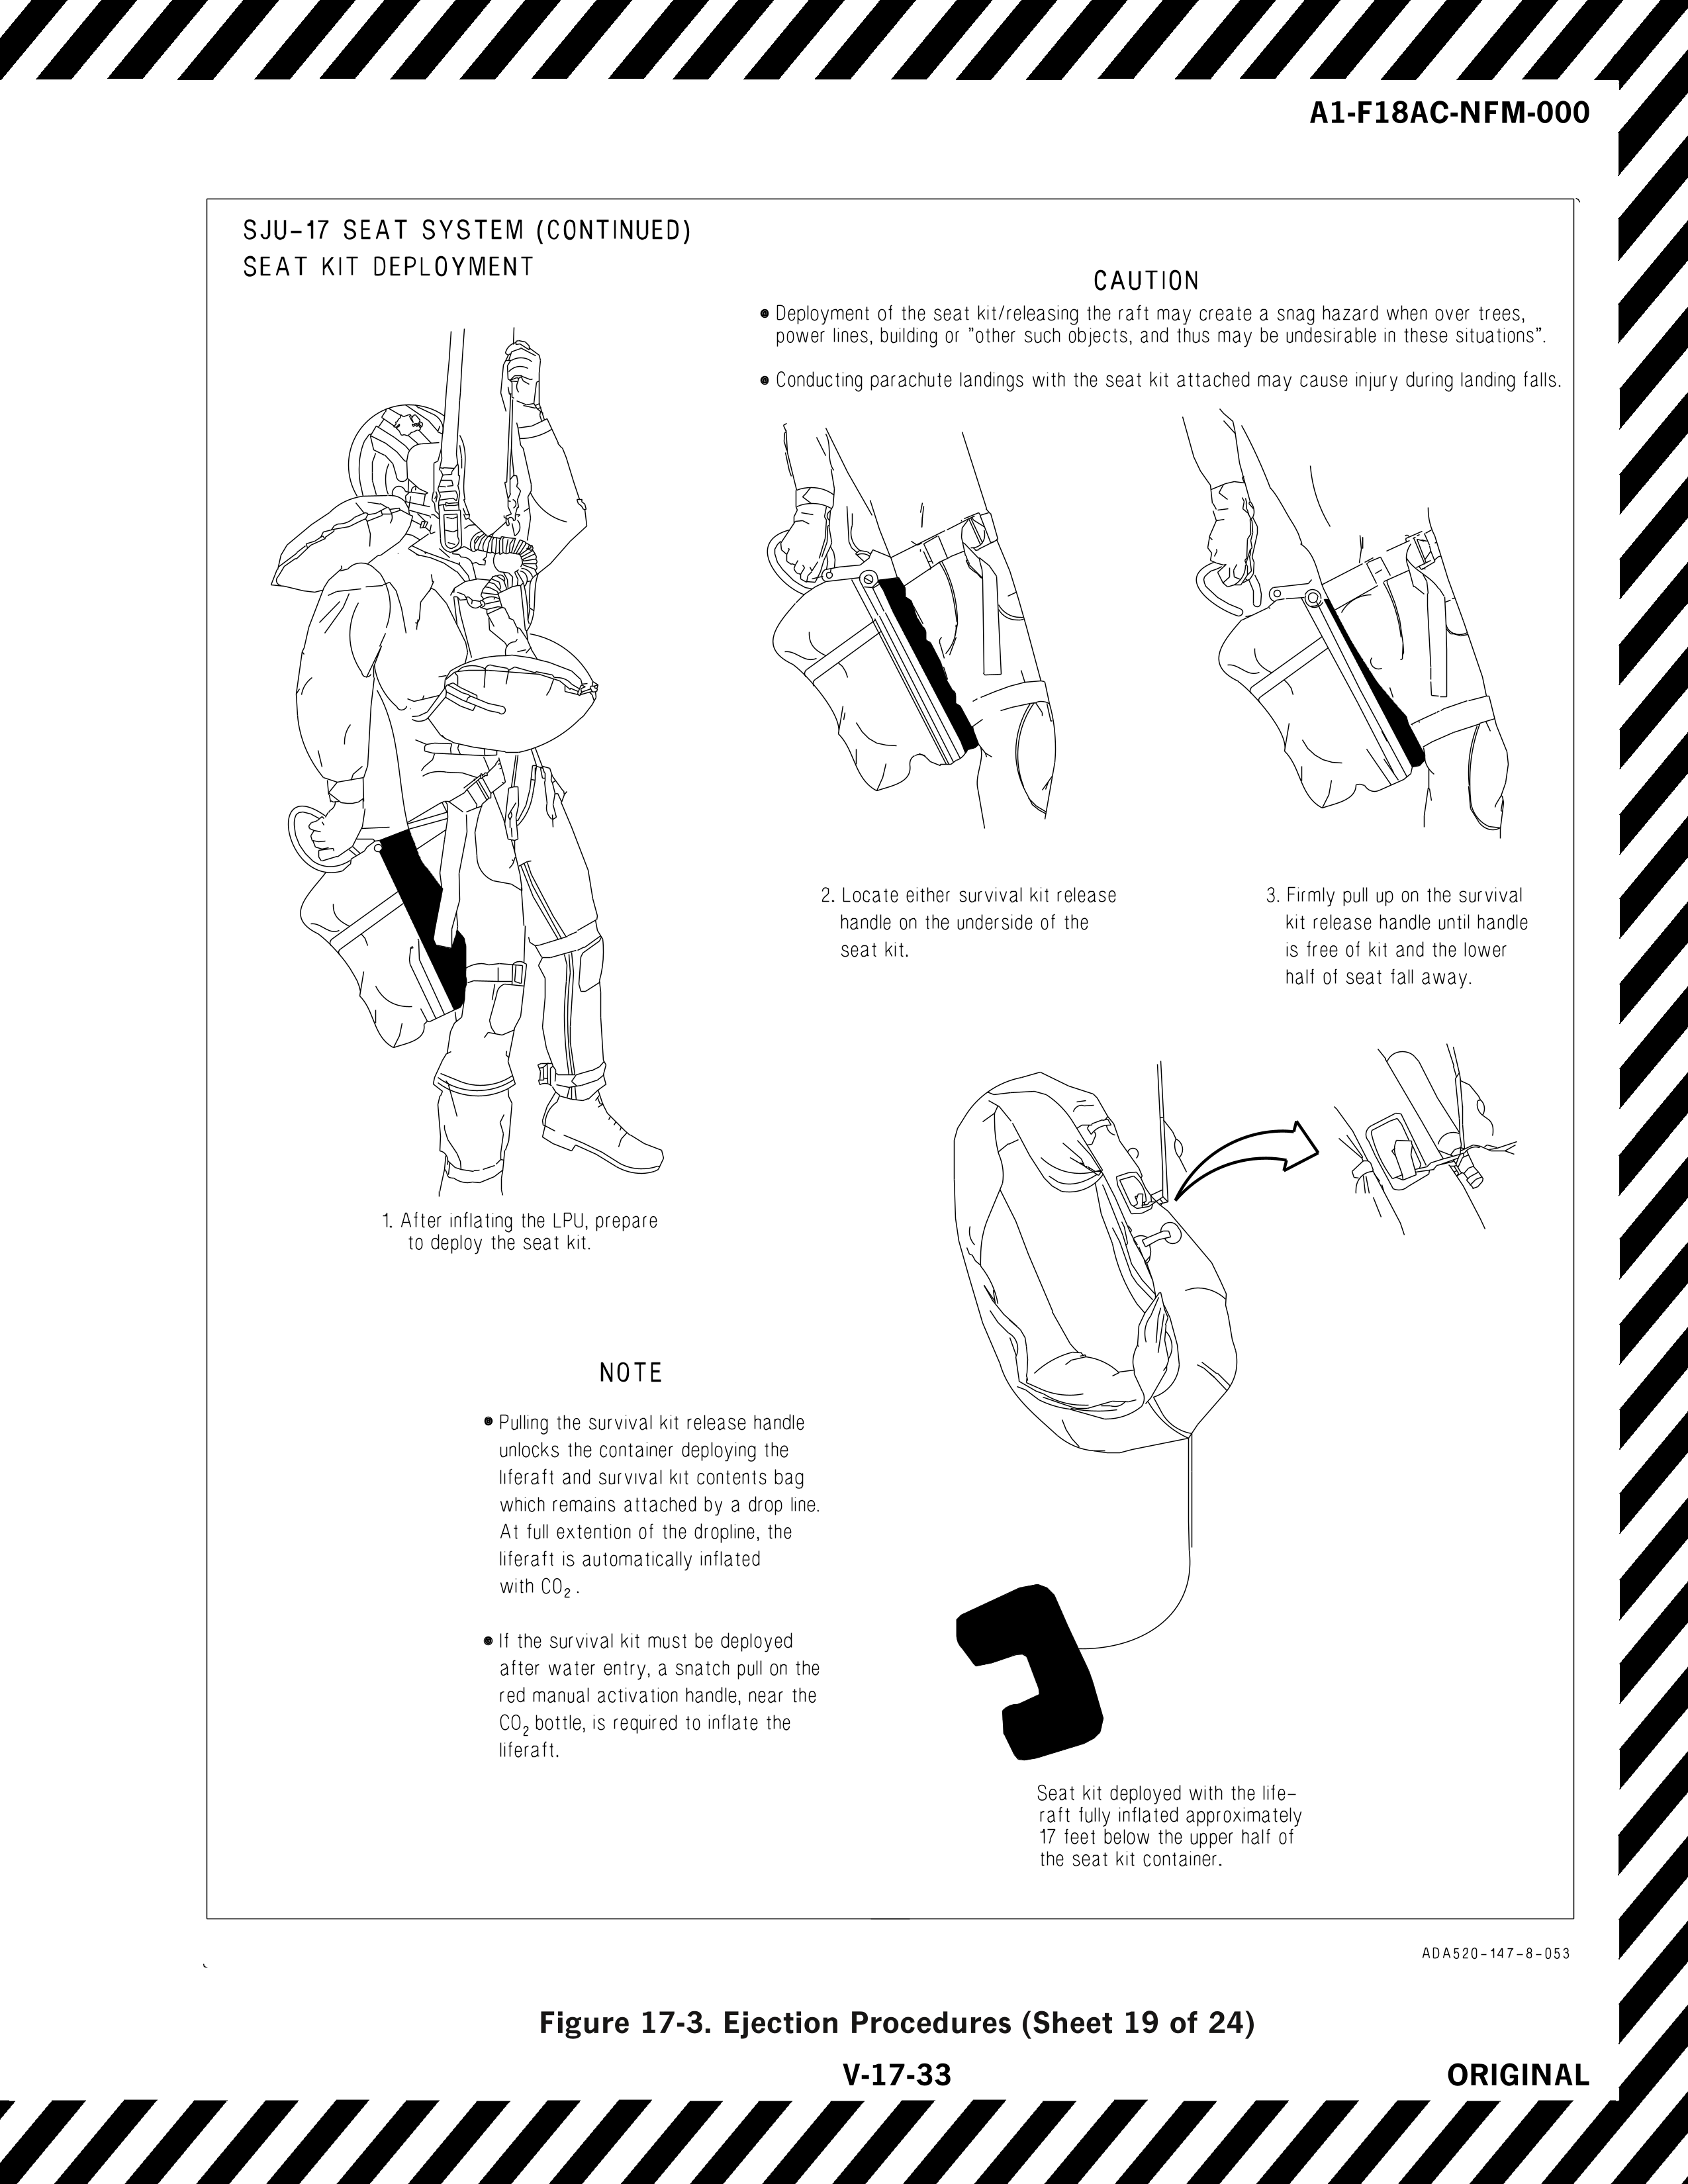 A1-F18AC-NFM-000
SJU-17 SEAT SYSTEM (CONTINUED)
SEAT KIT DEPLOYMENT
CAUTION
● Deployment of the seat kit/releasing the raft may create a snag hazard when over trees,
power lines, building or "other such objects, and thus may be undesirable in these situations".
● Conducting parachute landings with the seat kit attached may cause injury during landing falls.
1. After inflating the LPU, prepare
to deploy the seat kit.
2. Locate either survival kit release
handle on the underside of the
seat kit.
3. Firmly pull up on the survival
kit release handle until handle
is free of kit and the lower
half of seat fall away.
NOTE
● Pulling the survival kit release handle
unlocks the container deploying the
liferaft and survival kit contents bag
which remains attached by a drop line.
At full extention of the dropline, the
liferaft is automatically inflated
with CO2.
● If the survival kit must be deployed
after water entry, a snatch pull on the
red manual activation handle, near the
CO2 bottle, is required to inflate the
liferaft.
Seat kit deployed with the life-
raft fully inflated approximately
17 feet below the upper half of
the seat kit container.
ADA520-147-8-053
Figure 17-3. Ejection Procedures (Sheet 19 of 24)
V-17-33
ORIGINAL